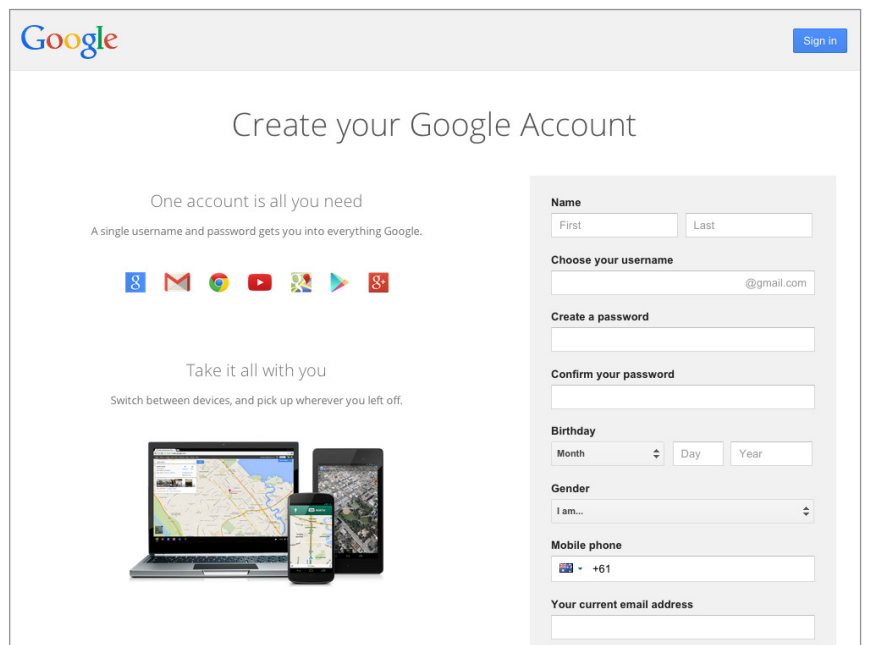 Google
Sign in
Create your Google Account
One account is all you need
A single username and password gets you into everything Google.
Take it all with you
Switch between devices, and pick up wherever you left off.
Name
First
Last
Choose your username
@gmail.com
Create a password
Confirm your password
Birthday
Month
Day
Year
Gender
I am...
Mobile phone
+61
Your current email address